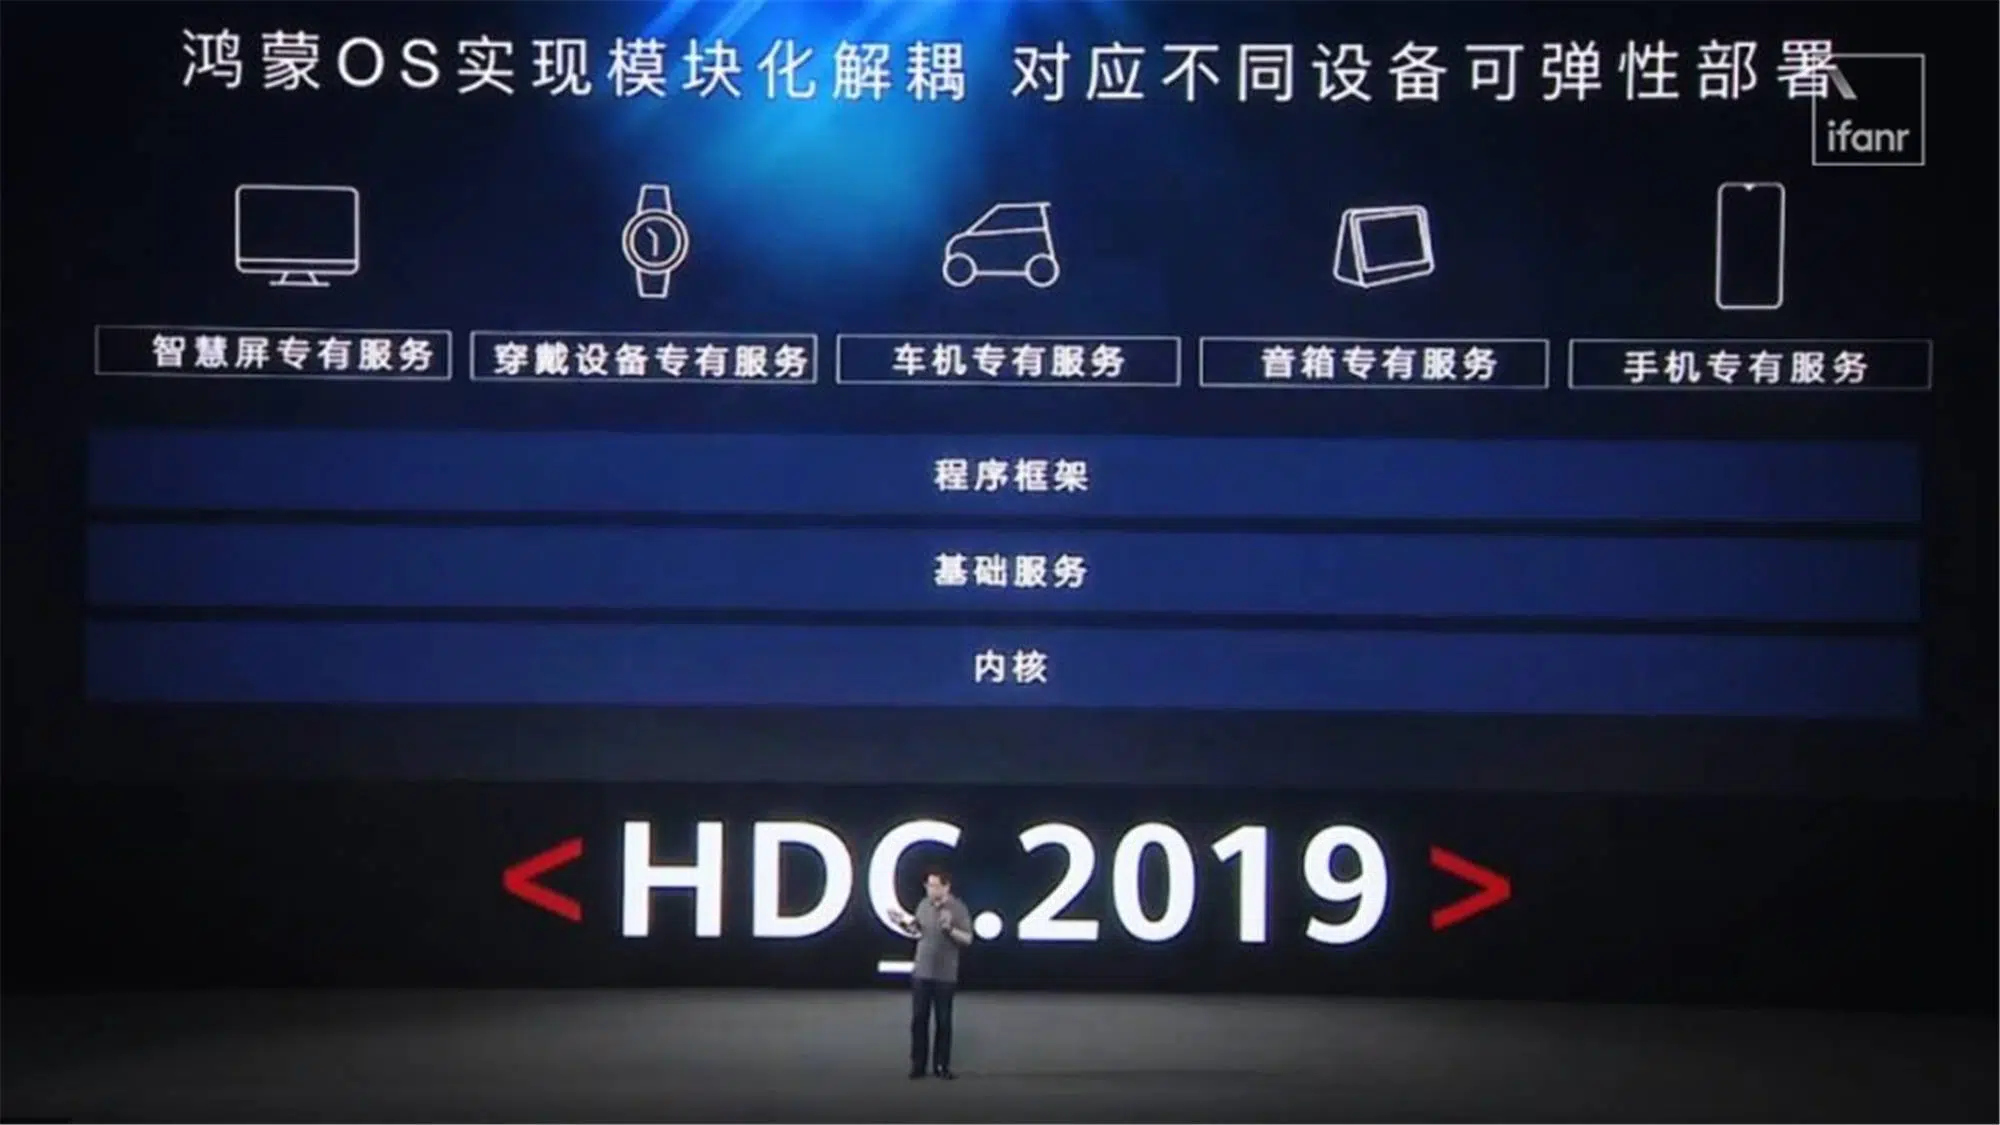 鸿蒙OS实现模块化解耦 对应不同设备可弹性部署
ifanr
智慧屏专有服务
穿戴设备专有服务
车机专有服务
音箱专有服务
手机专有服务
程序框架
基础服务
内核
<HDC.2019>